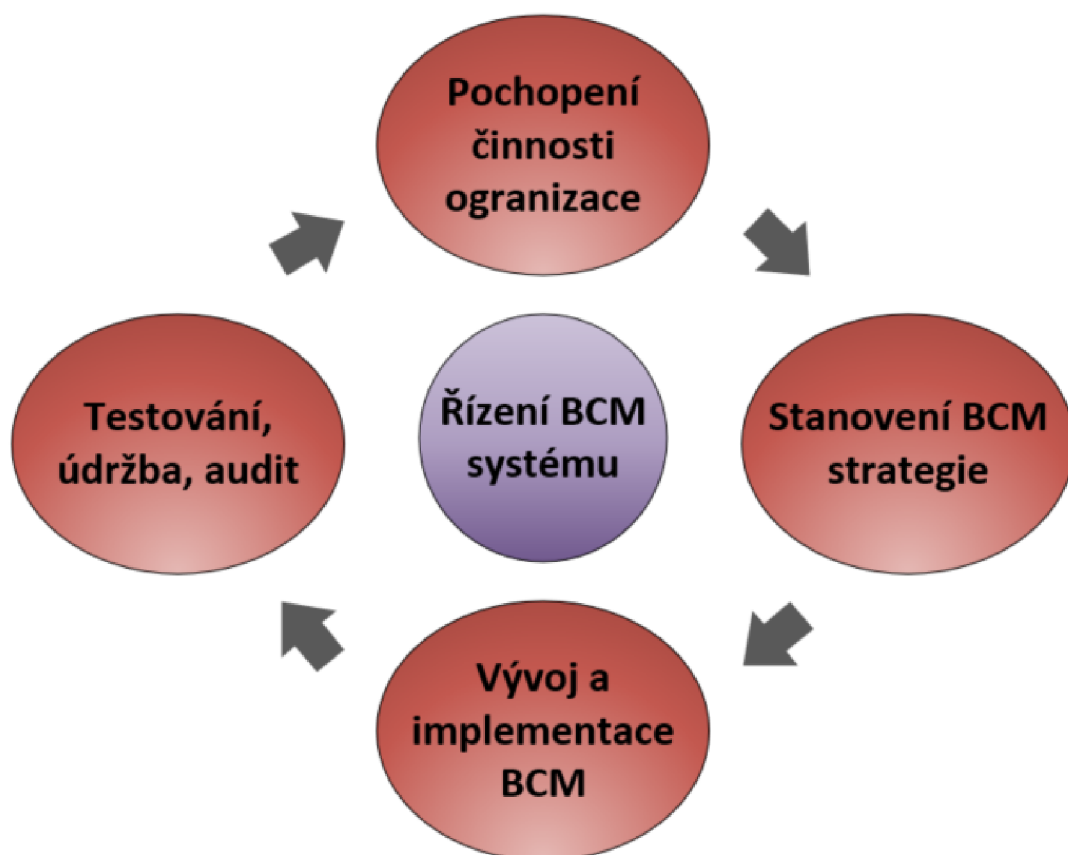 Pochopení
činnosti
ogranizace
Testování,
údržba, audit
Řízení BCM
systému
Stanovení BCM
strategie
Vývoj a
implementace
BCM